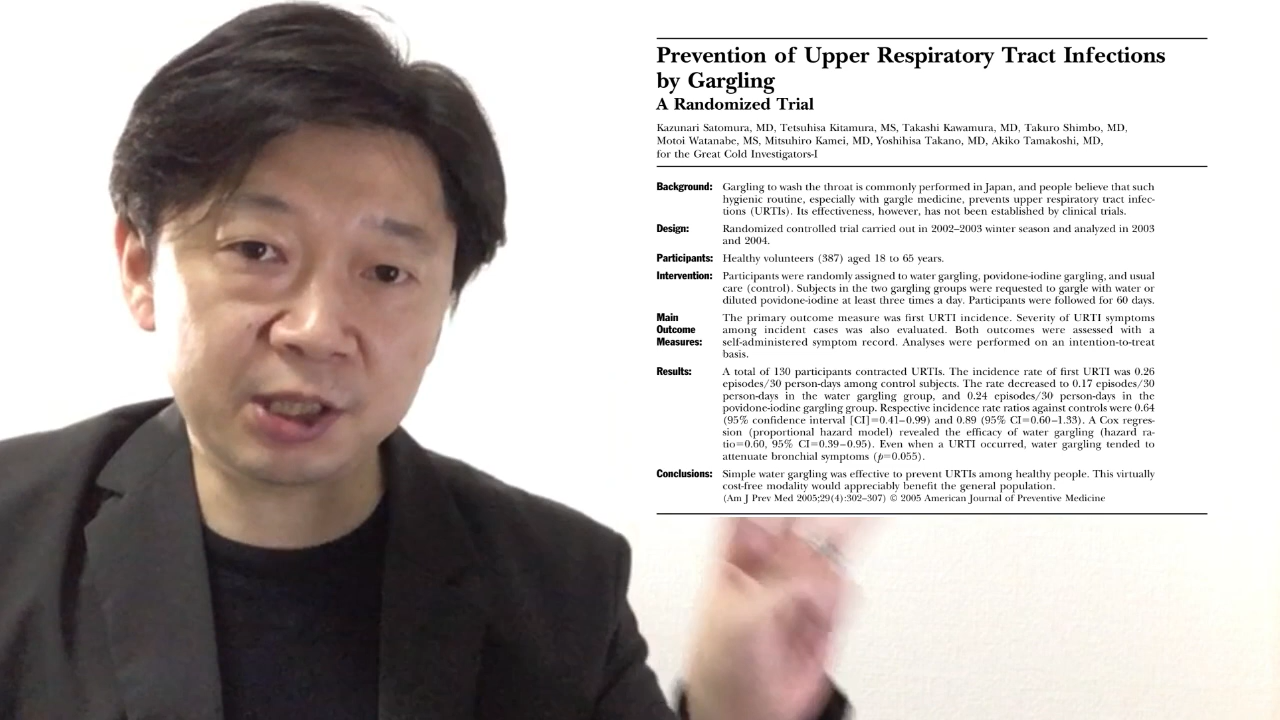 Prevention of Upper Respiratory Tract Infections
by Gargling
A Randomized Trial
Kazunari Satomura, MD, Tetsuhisa Kitamura, MS, Takashi Kawamura, MD, Takuro Shimbo, MD,
Motoi Watanabe, MS, Mitsuhiro Kamei, MD, Yoshihisa Takano, MD, Akiko Tamakoshi, MD,
for the Great Cold Investigators-I
Background: Gargling to wash the throat is commonly performed in Japan, and people believe that such
hygienic routine, especially with gargle medicine, prevents upper respiratory tract infec-
tions (URTIs). Its effectiveness, however, has not been established by clinical trials.
Design: Randomized controlled trial carried out in 2002–2003 winter season and analyzed in 2003
and 2004.
Participants: Healthy volunteers (387) aged 18 to 65 years.
Intervention: Participants were randomly assigned to water gargling, povidone-iodine gargling, and usual
care (control). Subjects in the two gargling groups were requested to gargle with water or
diluted povidone-iodine at least three times a day. Participants were followed for 60 days.
Main The primary outcome measure was first URTI incidence. Severity of URTI symptoms
Outcome among incident cases was also evaluated. Both outcomes were assessed with a
Measures: self-administered symptom record. Analyses were performed on an intention-to-treat
basis.
Results: A total of 130 participants contracted URTIs. The incidence rate of first URTI was 0.26
episodes/30 person-days among control subjects. The rate decreased to 0.17 episodes/30
person-days in the water gargling group, and 0.24 episodes/30 person-days in the
povidone-iodine gargling group. Respective incidence rate ratios against controls were 0.64
(95% confidence interval [CI]=0.41–0.99) and 0.89 (95% CI=0.60–1.33). A Cox regres-
sion (proportional hazard model) revealed the efficacy of water gargling (hazard ra-
tio=0.60, 95% CI=0.39–0.95). Even when a URTI occurred, water gargling tended to
attenuate bronchial symptoms (p=0.055).
Conclusions: Simple water gargling was effective to prevent URTIs among healthy people. This virtually
cost-free modality would appreciably benefit the general population.
(Am J Prev Med 2005;29(4):302–307) © 2005 American Journal of Preventive Medicine